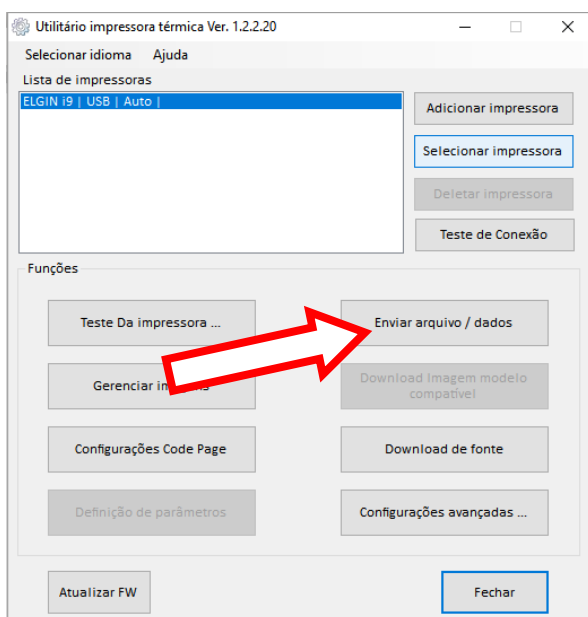 Utilitário impressora térmica Ver. 1.2.2.20
Selecionar idioma Ajuda
Lista de impressoras
ELGIN i9 | USB | Auto |
Adicionar impressora
Selecionar impressora
Deletar impressora
Teste de Conexão
Funções
Teste Da impressora ...
Enviar arquivo / dados
Gerenciar
Download Imagem modelo
compatível
Configurações Code Page
Download de fonte
Definição de parâmetros
Configurações avançadas ...
Atualizar FW
Fechar